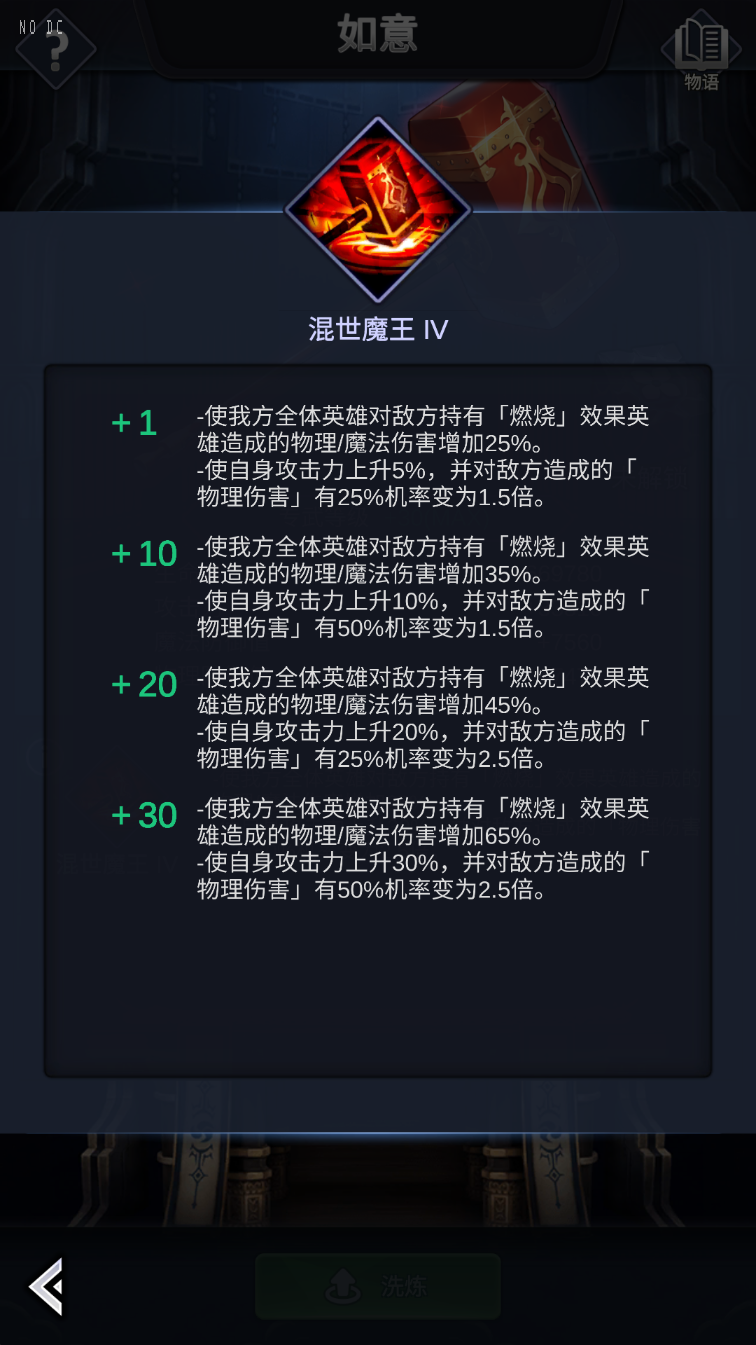 NO DC
?
如意
物语
混世魔王 IV
+1
-使我方全体英雄对敌方持有「燃烧」效果英
雄造成的物理/魔法伤害增加25%。
-使自身攻击力上升5%，并对敌方造成的「
物理伤害」有25%机率变为1.5倍。
+10
-使我方全体英雄对敌方持有「燃烧」效果英
雄造成的物理/魔法伤害增加35%。
-使自身攻击力上升10%，并对敌方造成的「
物理伤害」有50%机率变为1.5倍。
+20
-使我方全体英雄对敌方持有「燃烧」效果英
雄造成的物理/魔法伤害增加45%。
-使自身攻击力上升20%，并对敌方造成的「
物理伤害」有25%机率变为2.5倍。
+30
-使我方全体英雄对敌方持有「燃烧」效果英
雄造成的物理/魔法伤害增加65%。
-使自身攻击力上升30%，并对敌方造成的「
物理伤害」有50%机率变为2.5倍。
洗炼